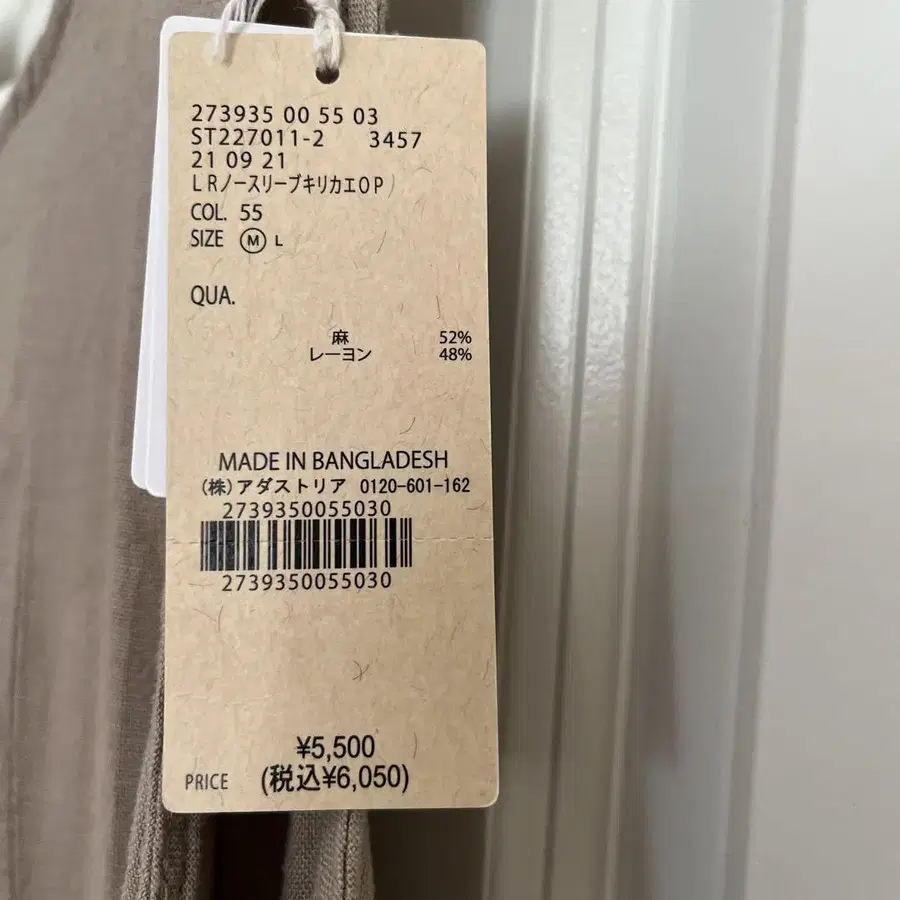 273935 00 55 03
ST227011-2 3457
21 09 21
LRノースリーブキリカエOP
COL. 55
SIZE M L
QUA.
麻 52%
レーヨン 48%
MADE IN BANGLADESH
(株)アダストリア 0120-601-162
2739350055030
2739350055030
¥5,500
PRICE (税込¥6,050)